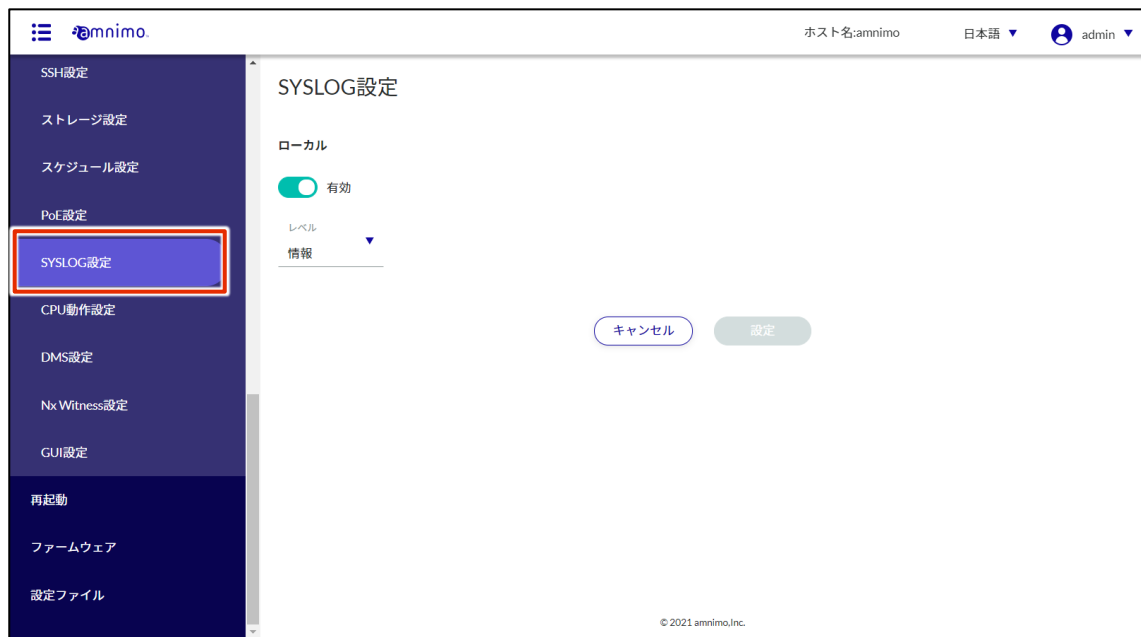 amnimo.
ホスト名:amnimo
日本語
admin
SSH設定
ストレージ設定
スケジュール設定
PoE設定
SYSLOG設定
CPU動作設定
DMS設定
Nx Witness設定
GUI設定
再起動
ファームウェア
設定ファイル
SYSLOG設定
ローカル
有効
レベル
情報
キャンセル
設定
© 2021 amnimo,Inc.